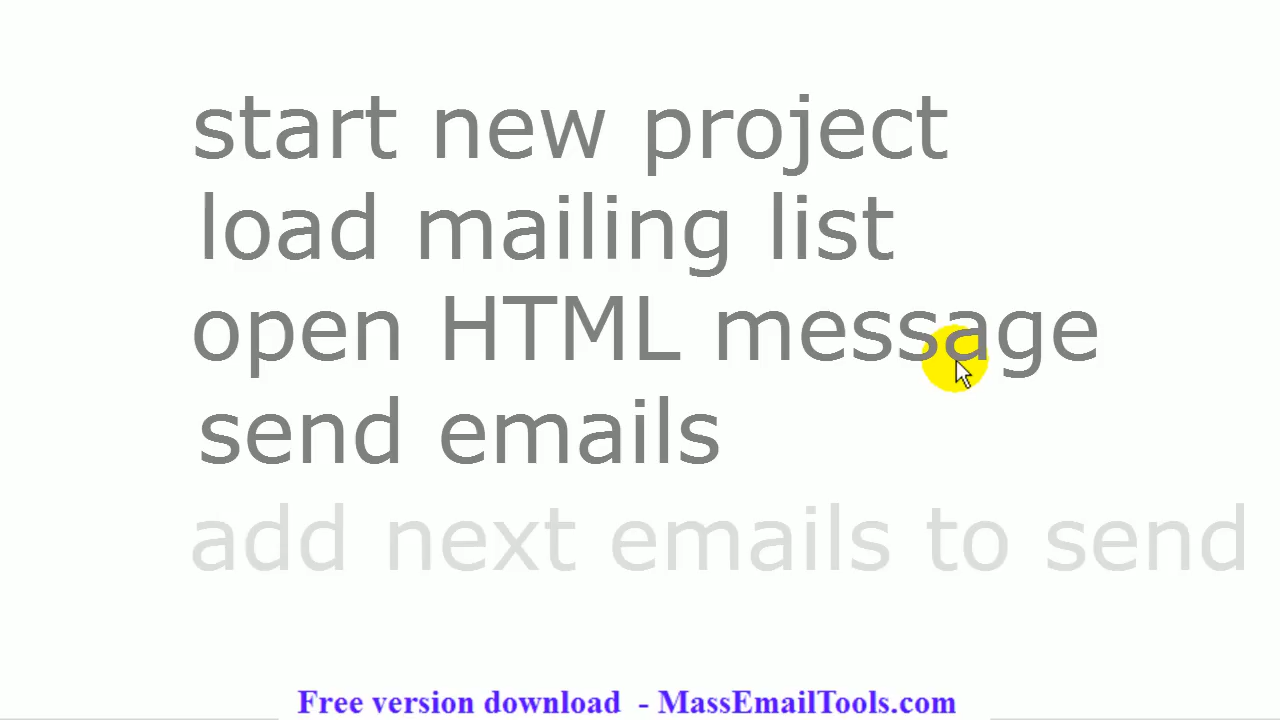 start new project
load mailing list
open HTML message
send emails
add next emails to send
Free version download - MassEmailTools.com